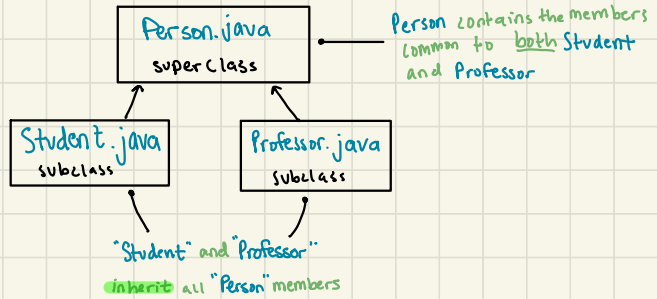 Person.java
superclass
Person contains the members
common to both Student
and Professor
Student.java
subclass
Professor.java
subclass
"Student" and "Professor"
inherit all "Person" members